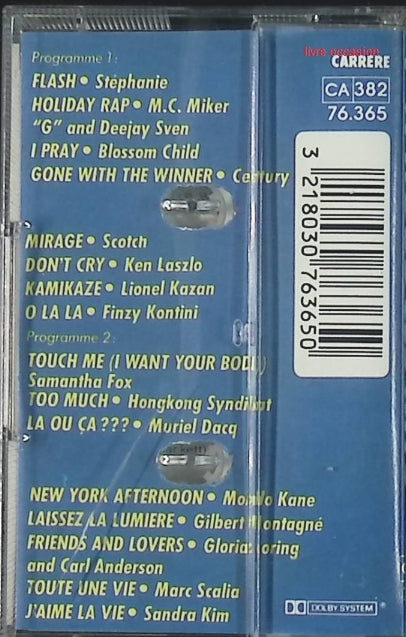 Programme 1:
FLASH • Stéphanie
HOLIDAY RAP • M.C. Miker
"G" and Deejay Sven
I PRAY • Blossom Child
GONE WITH THE WINNER • Century
MIRAGE • Scotch
DON'T CRY • Ken Laszlo
KAMIKAZE • Lionel Kazan
O LA LA • Finzy Kontini
Programme 2:
TOUCH ME (I WANT YOUR BODY)
Samantha Fox
TOO MUCH • Hongkong Syndikat
LA OU ÇA??? • Muriel Dacq
NEW YORK AFTERNOON • Mondo Kane
LAISSEZ LA LUMIERE • Gilbert Montagné
FRIENDS AND LOVERS • Gloria Loring
and Carl Anderson
TOUTE UNE VIE • Marc Scalia
J'AIME LA VIE • Sandra Kim
livre occasion
CARRERE
CA 382
76.365
3 218030 763650
DOLBY SYSTEM